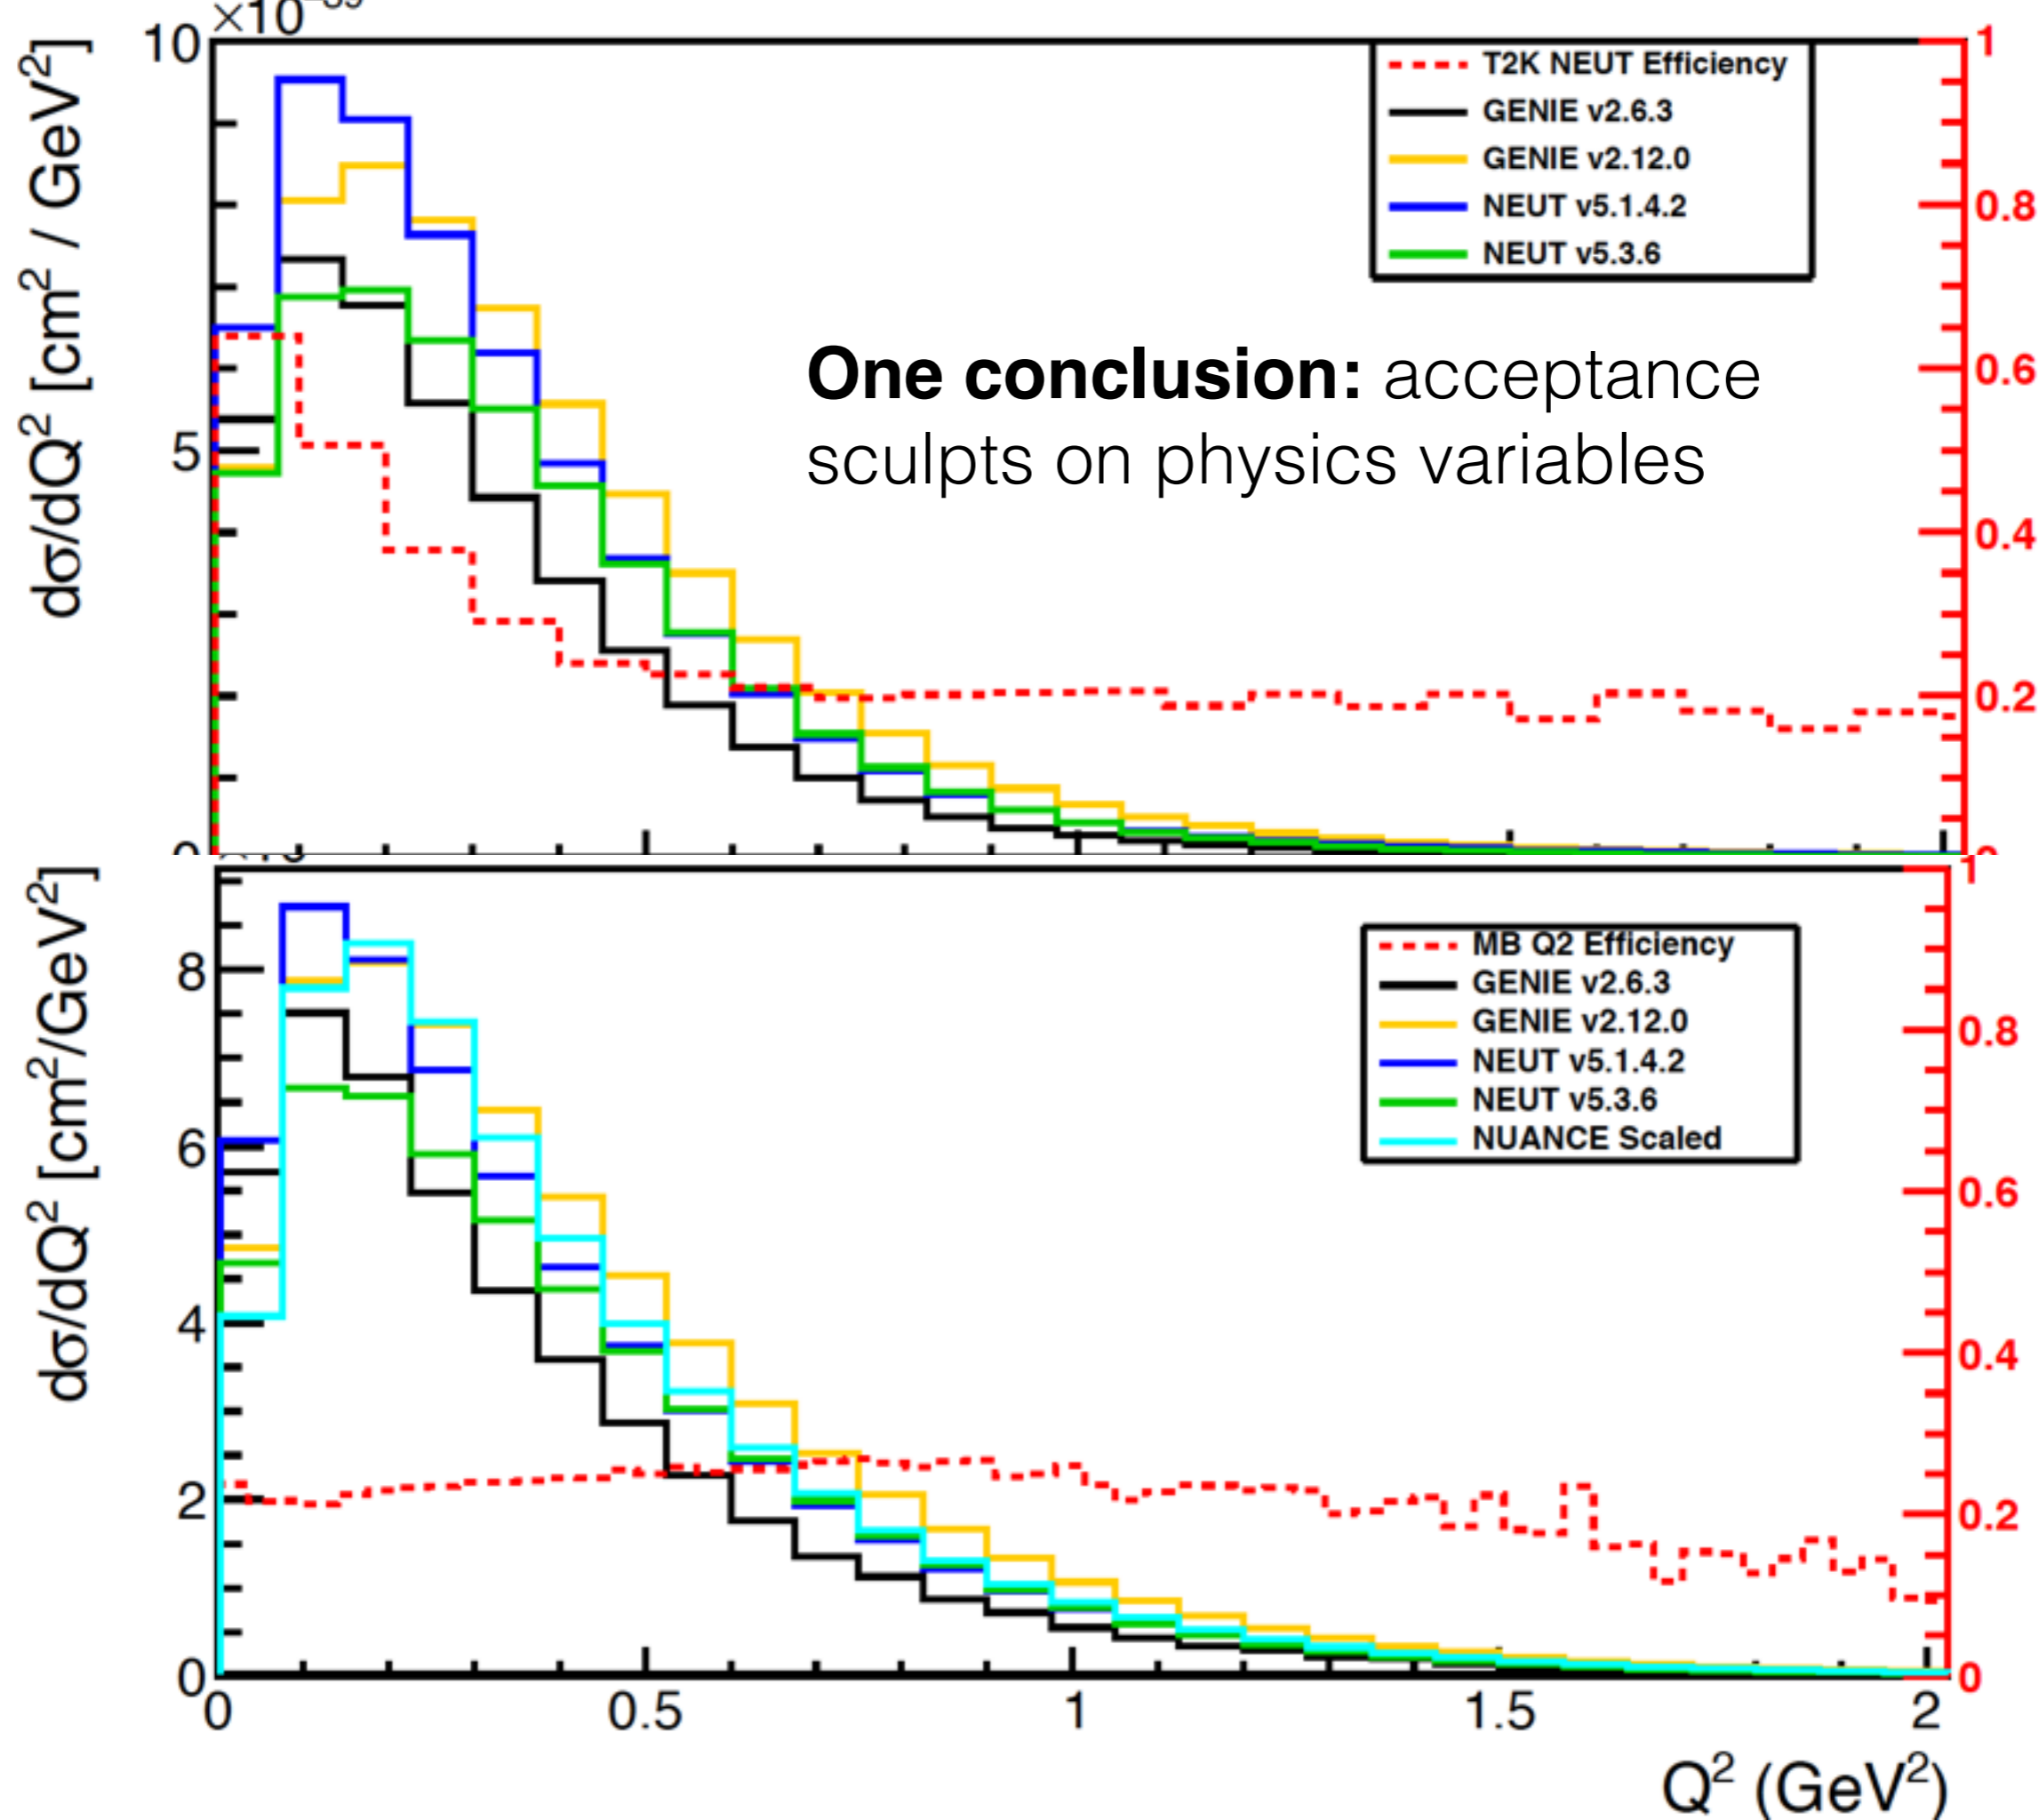 ×10⁻³⁹
10
5
dσ/dQ² [cm² / GeV²]
1
0.8
0.6
0.4
0.2
T2K NEUT Efficiency
GENIE v2.6.3
GENIE v2.12.0
NEUT v5.1.4.2
NEUT v5.3.6
One conclusion: acceptance
sculpts on physics variables
8
6
4
2
0
dσ/dQ² [cm²/GeV²]
1
0.8
0.6
0.4
0.2
0
MB Q2 Efficiency
GENIE v2.6.3
GENIE v2.12.0
NEUT v5.1.4.2
NEUT v5.3.6
NUANCE Scaled
0 0.5 1 1.5 2
Q² (GeV²)